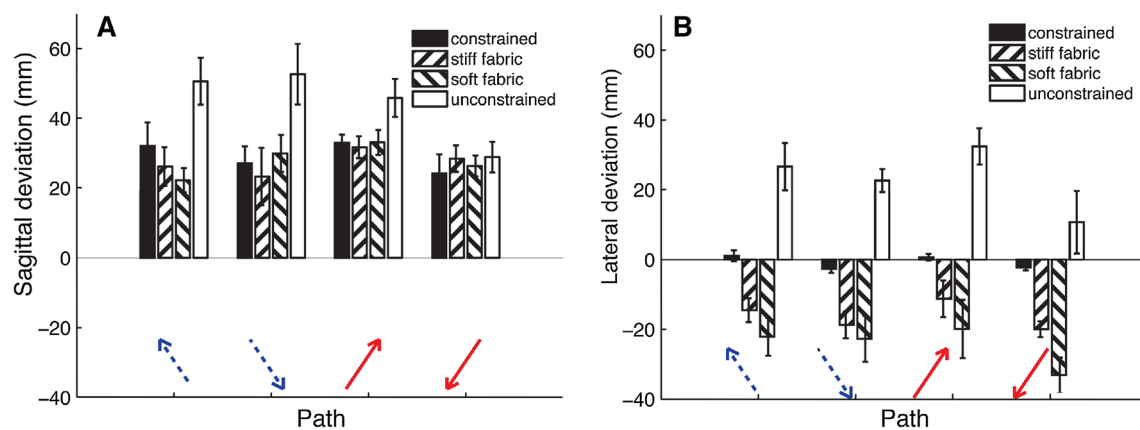 A
constrained
stiff fabric
soft fabric
unconstrained
Sagittal deviation (mm)
60
40
20
0
−20
−40
Path
B
constrained
stiff fabric
soft fabric
unconstrained
Lateral deviation (mm)
60
40
20
0
−20
−40
Path